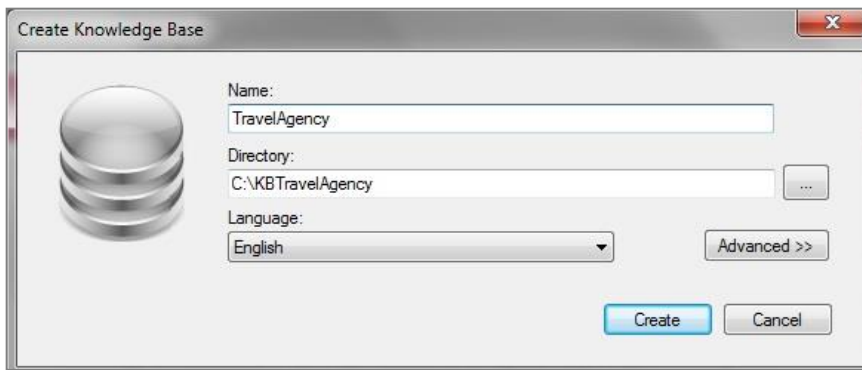 Create Knowledge Base
Name:
TravelAgency
Directory:
C:\KBTravelAgency
...
Language:
English
Advanced >>
Create
Cancel